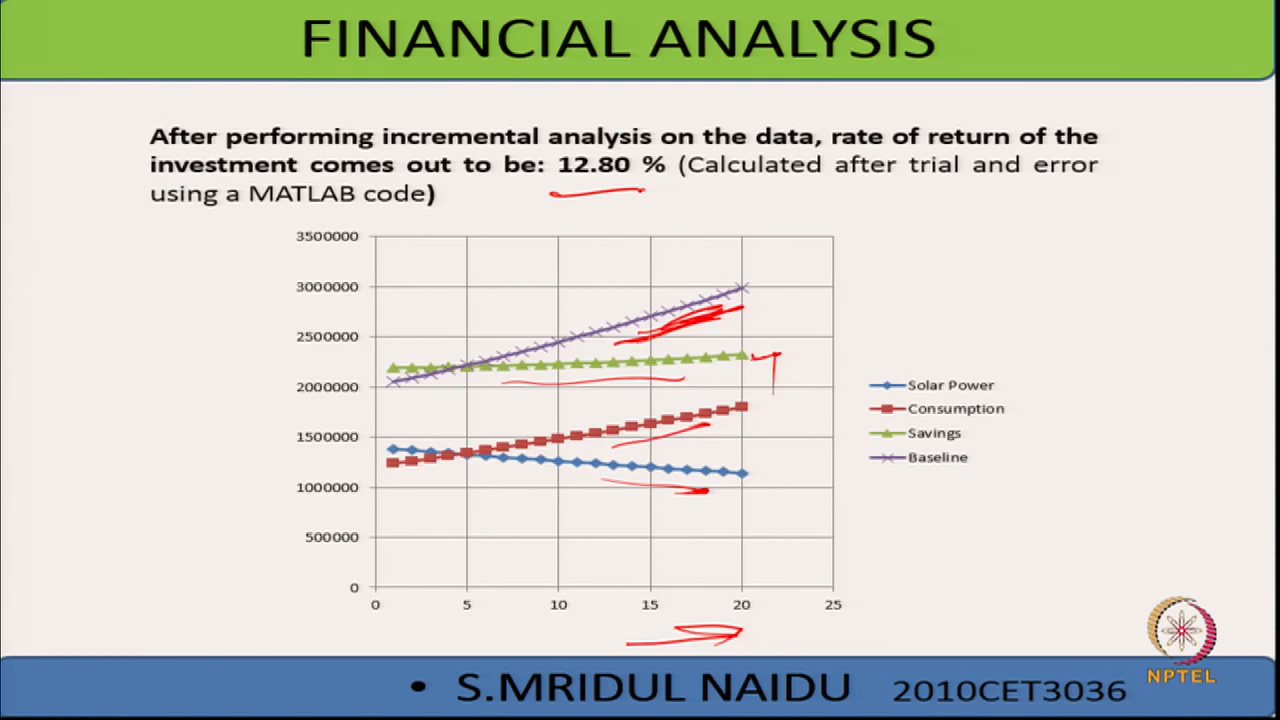 FINANCIAL ANALYSIS
After performing incremental analysis on the data, rate of return of the
investment comes out to be: 12.80 % (Calculated after trial and error
using a MATLAB code)
3500000
3000000
2500000
2000000
1500000
1000000
500000
0
0 5 10 15 20 25
Solar Power
Consumption
Savings
Baseline
NPTEL
• S.MRIDUL NAIDU 2010CET3036